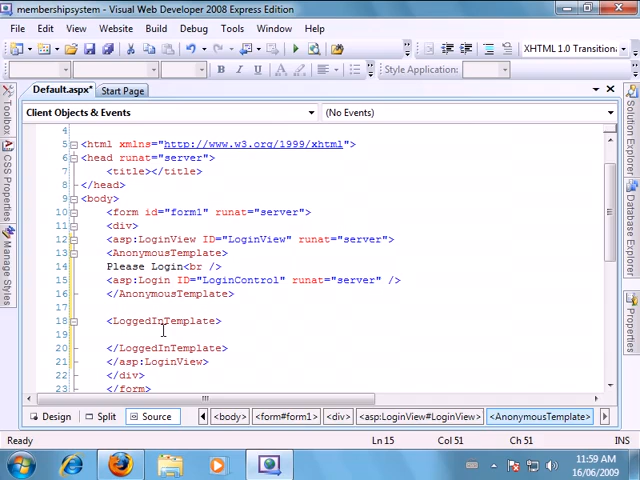 membershipsystem - Visual Web Developer 2008 Express Edition
File Edit View Website Build Debug Tools Window Help
XHTML 1.0 Transition
B I U A Style Application:
Default.aspx* Start Page
Client Objects & Events (No Events)
4
5 <html xmlns="http://www.w3.org/1999/xhtml">
6 <head runat="server">
7 <title></title>
8 </head>
9 <body>
10 <form id="form1" runat="server">
11 <div>
12 <asp:LoginView ID="LoginView" runat="server">
13 <AnonymousTemplate>
14 Please Login<br />
15 <asp:Login ID="LoginControl" runat="server" />
16 </AnonymousTemplate>
17
18 <LoggedInTemplate>
19
20 </LoggedInTemplate>
21 </asp:LoginView>
22 </div>
23 </form>
Toolbox
CSS Properties
Manage Styles
Solution Explorer
Database Explorer
Properties
Design Split Source <body> <form#form1> <div> <asp:LoginView#LoginView> <AnonymousTemplate>
Ready Ln 15 Col 51 Ch 51
11:59 AM
16/06/2009